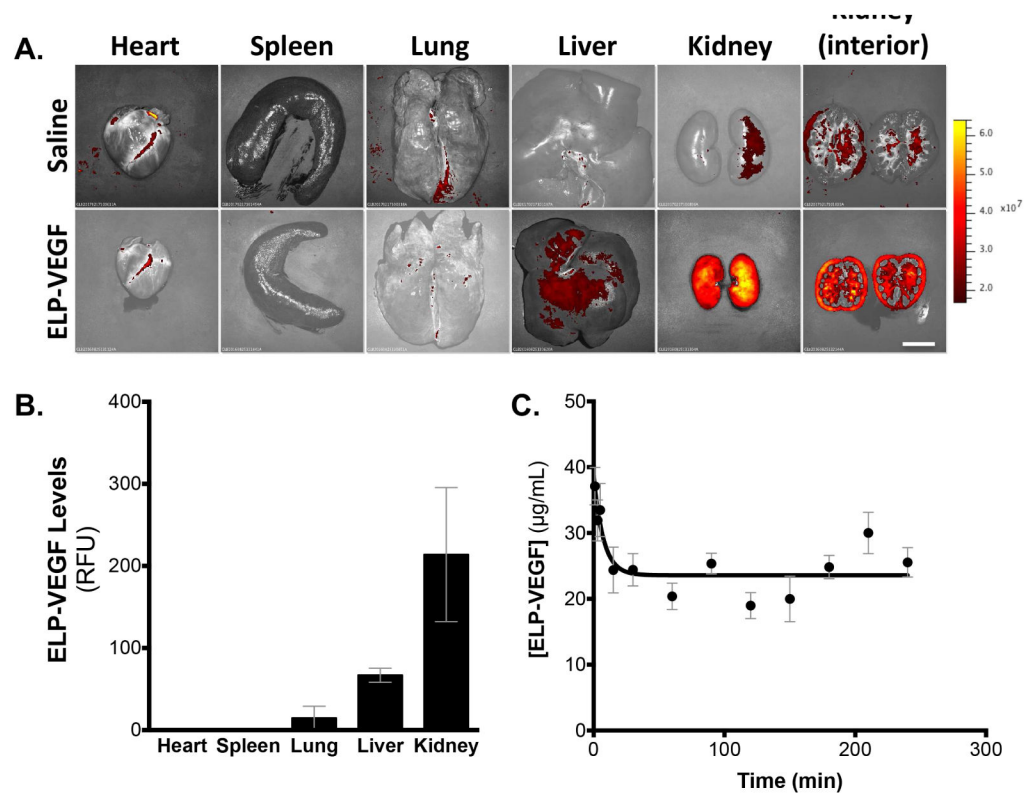 A.
Heart Spleen Lung Liver Kidney Kidney
(interior)
Saline
ELP-VEGF
6.0
4.0 x10⁷
3.0
2.0
B.
ELP-VEGF Levels
(RFU)
400
300
200
100
0
Heart Spleen Lung Liver Kidney
C.
[ELP-VEGF] (µg/mL)
50
40
30
20
10
0
0 100 200 300
Time (min)